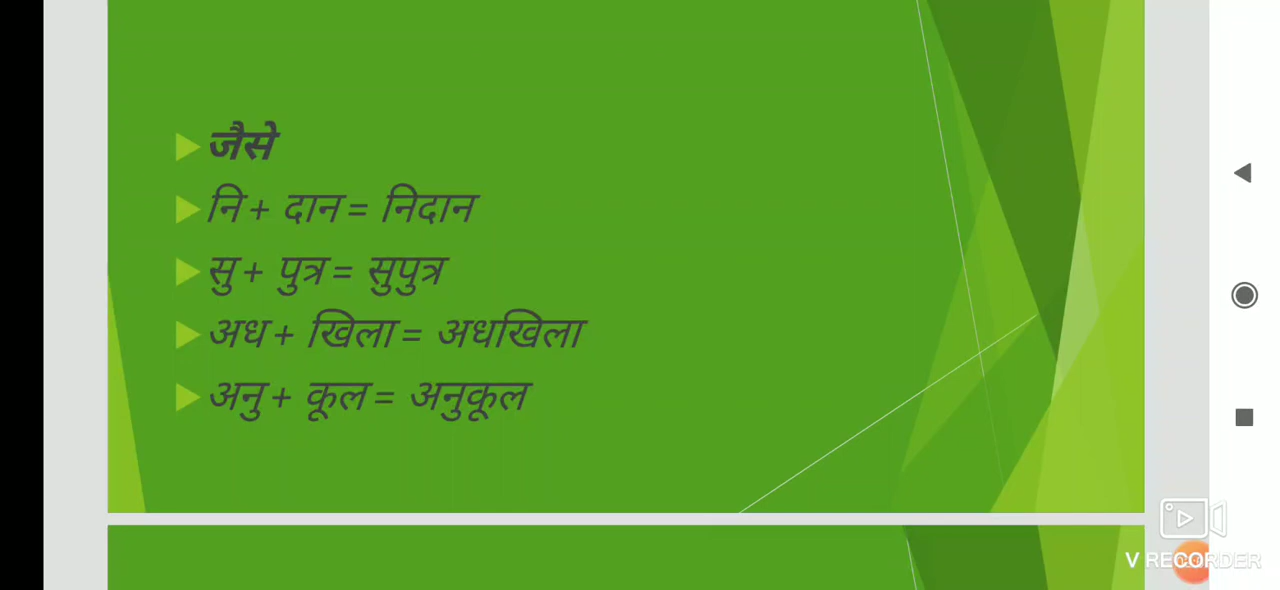 जैसे
नि + दान = निदान
सु + पुत्र = सुपुत्र
अध + खिला = अधखिला
अनु + कूल = अनुकूल
V RECORDER